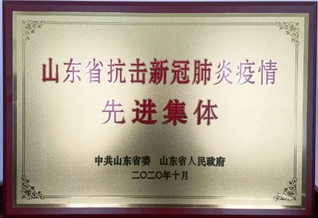 山东省抗击新冠肺炎疫情
先进集体
中共山东省委 山东省人民政府
二〇二〇年十月